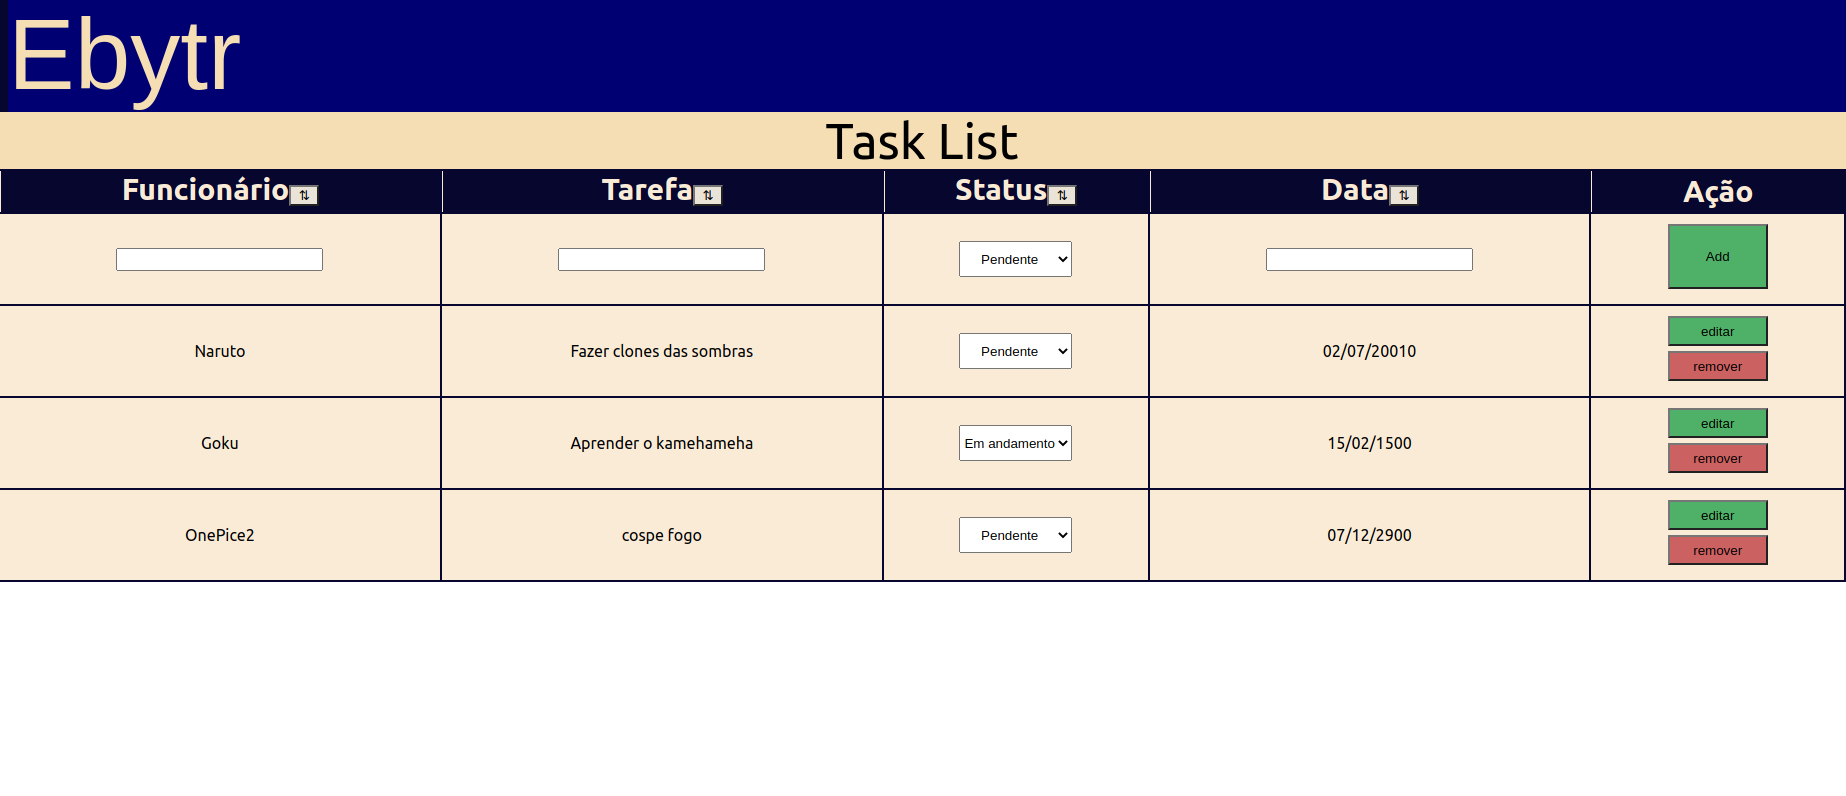 Ebytr
Task List
Funcionário⇅ Tarefa⇅ Status⇅ Data⇅ Ação
Pendente Add
Naruto Fazer clones das sombras Pendente 02/07/20010 editar
remover
Goku Aprender o kamehameha Em andamento 15/02/1500 editar
remover
OnePice2 cospe fogo Pendente 07/12/2900 editar
remover